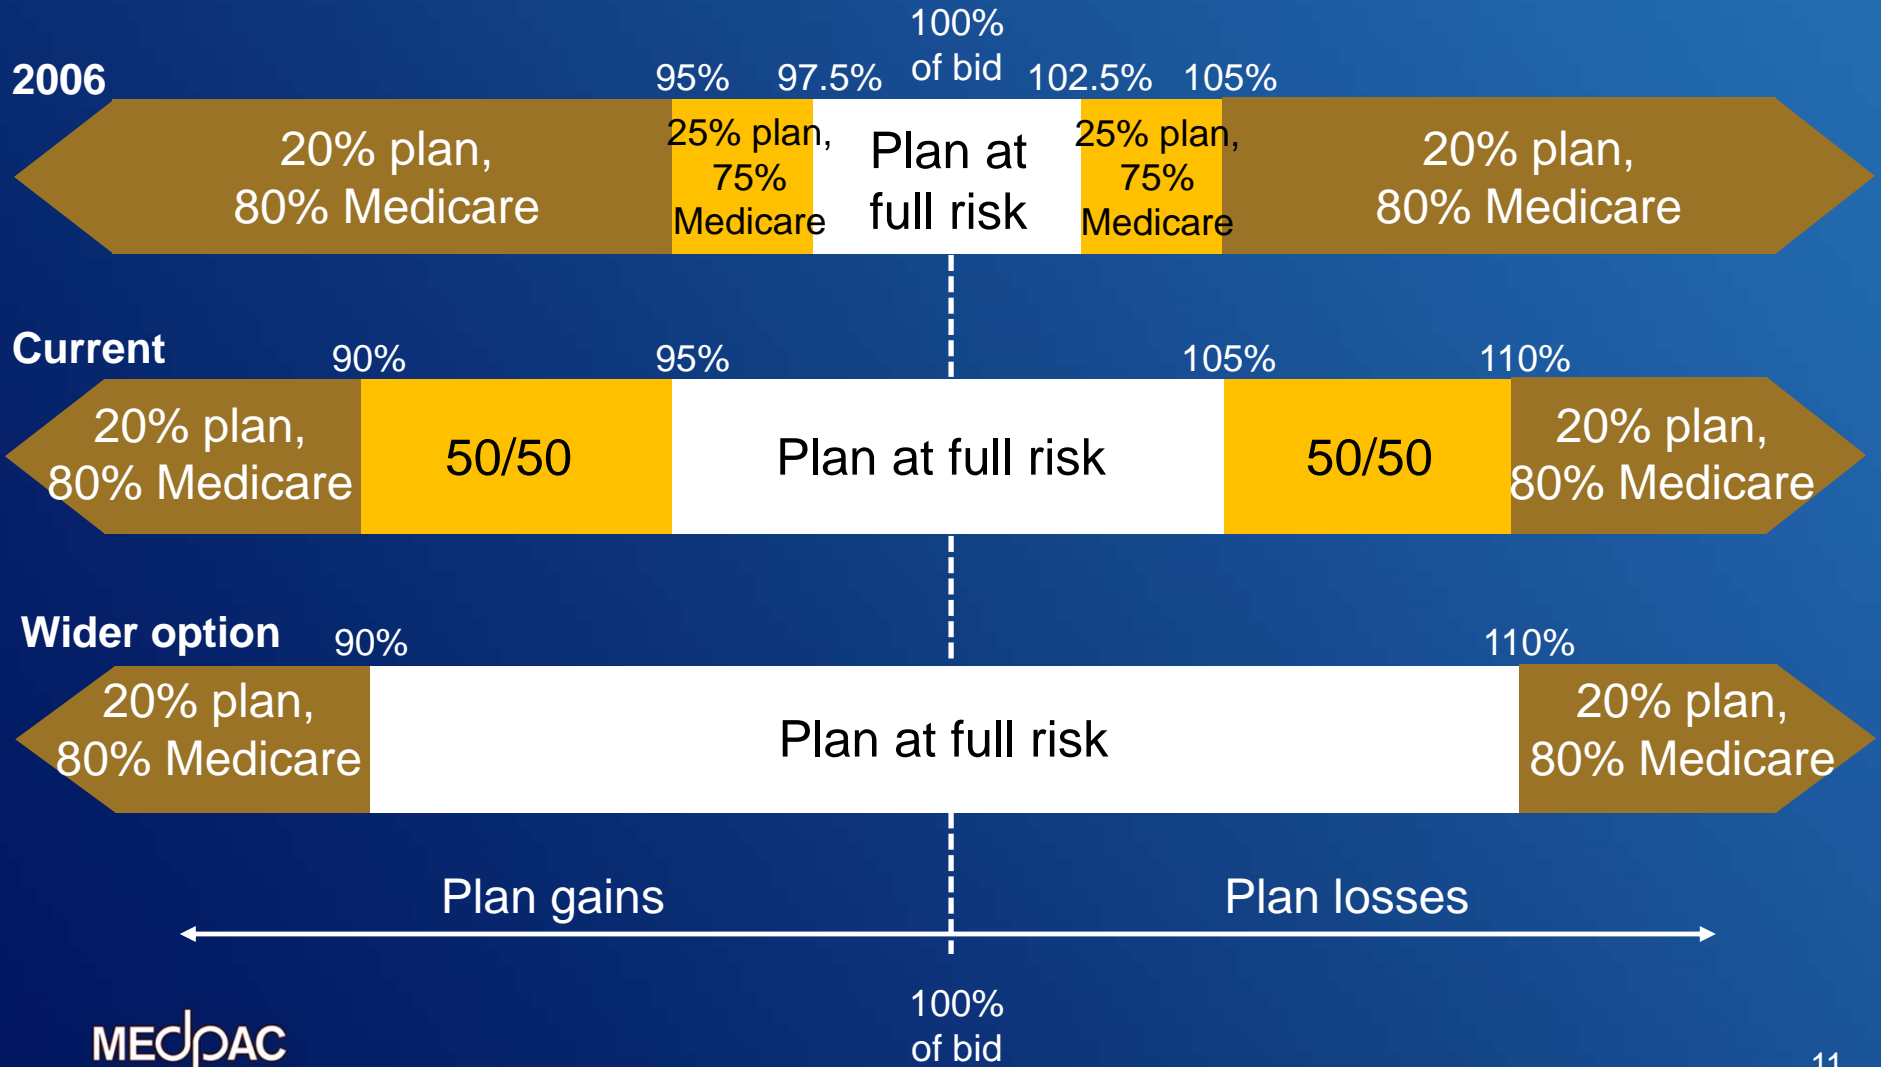 100%
of bid
2006
95%
97.5%
102.5%
105%
20% plan,
80% Medicare
25% plan,
75%
Medicare
Plan at
full risk
25% plan,
75%
Medicare
20% plan,
80% Medicare
Current
90%
95%
105%
110%
20% plan,
80% Medicare
50/50
Plan at full risk
50/50
20% plan,
80% Medicare
Wider option
90%
110%
20% plan,
80% Medicare
Plan at full risk
20% plan,
80% Medicare
Plan gains
Plan losses
100%
of bid
MEdpAC
11